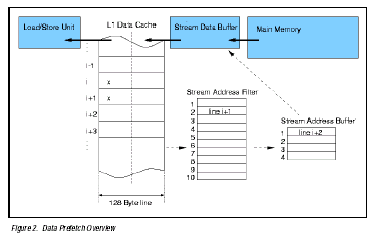 Load/Store Unit
L1 Data Cache
Stream Data Buffer
Main Memory
i-1
i
x
i+1
x
i+2
i+3
Stream Address Filter
1
2
line i+1
3
4
5
6
7
8
9
10
Stream Address Buffer
1
line i+2
2
3
4
128 Byte line
Figure 2. Data Prefetch Overview